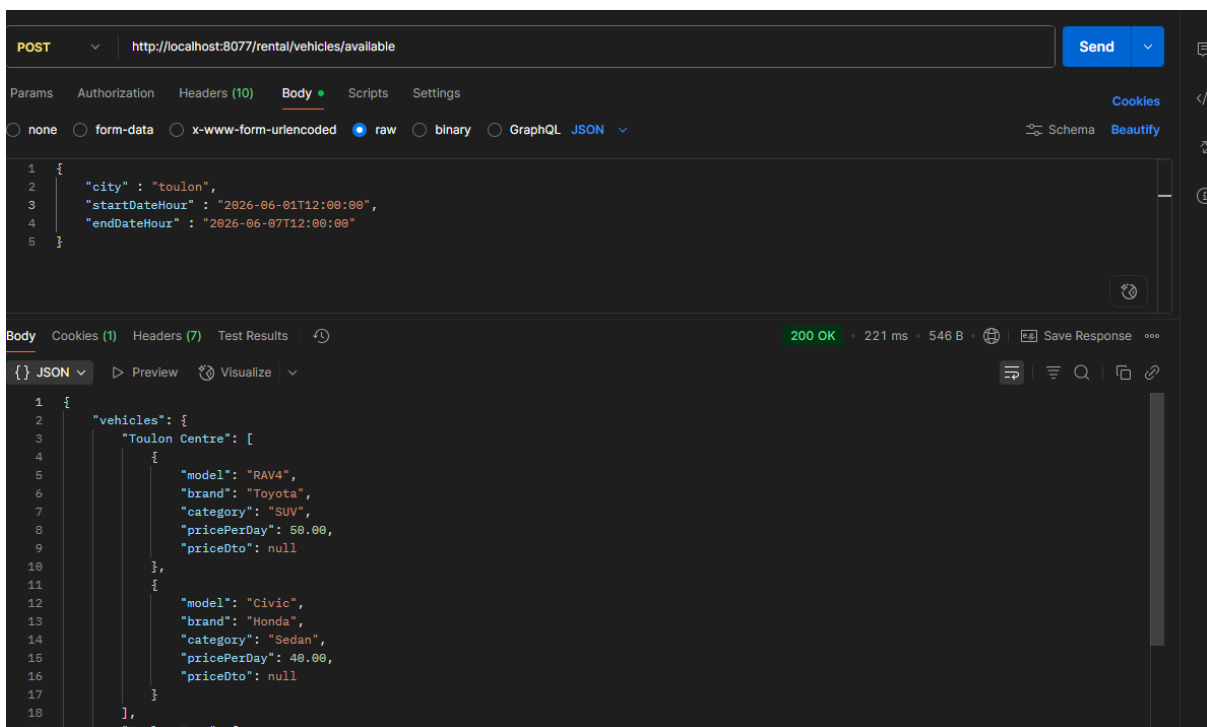 POST http://localhost:8077/rental/vehicles/available Send
Params Authorization Headers (10) Body Scripts Settings Cookies
none form-data x-www-form-urlencoded raw binary GraphQL JSON Schema Beautify
1 {
2 "city" : "toulon",
3 "startDateHour" : "2026-06-01T12:00:00",
4 "endDateHour" : "2026-06-07T12:00:00"
5 }
Body Cookies (1) Headers (7) Test Results 200 OK 221 ms 546 B e.g. Save Response
{} JSON Preview Visualize
1 {
2 "vehicles": {
3 "Toulon Centre": [
4 {
5 "model": "RAV4",
6 "brand": "Toyota",
7 "category": "SUV",
8 "pricePerDay": 50.00,
9 "priceDto": null
10 },
11 {
12 "model": "Civic",
13 "brand": "Honda",
14 "category": "Sedan",
15 "pricePerDay": 40.00,
16 "priceDto": null
17 }
18 ],